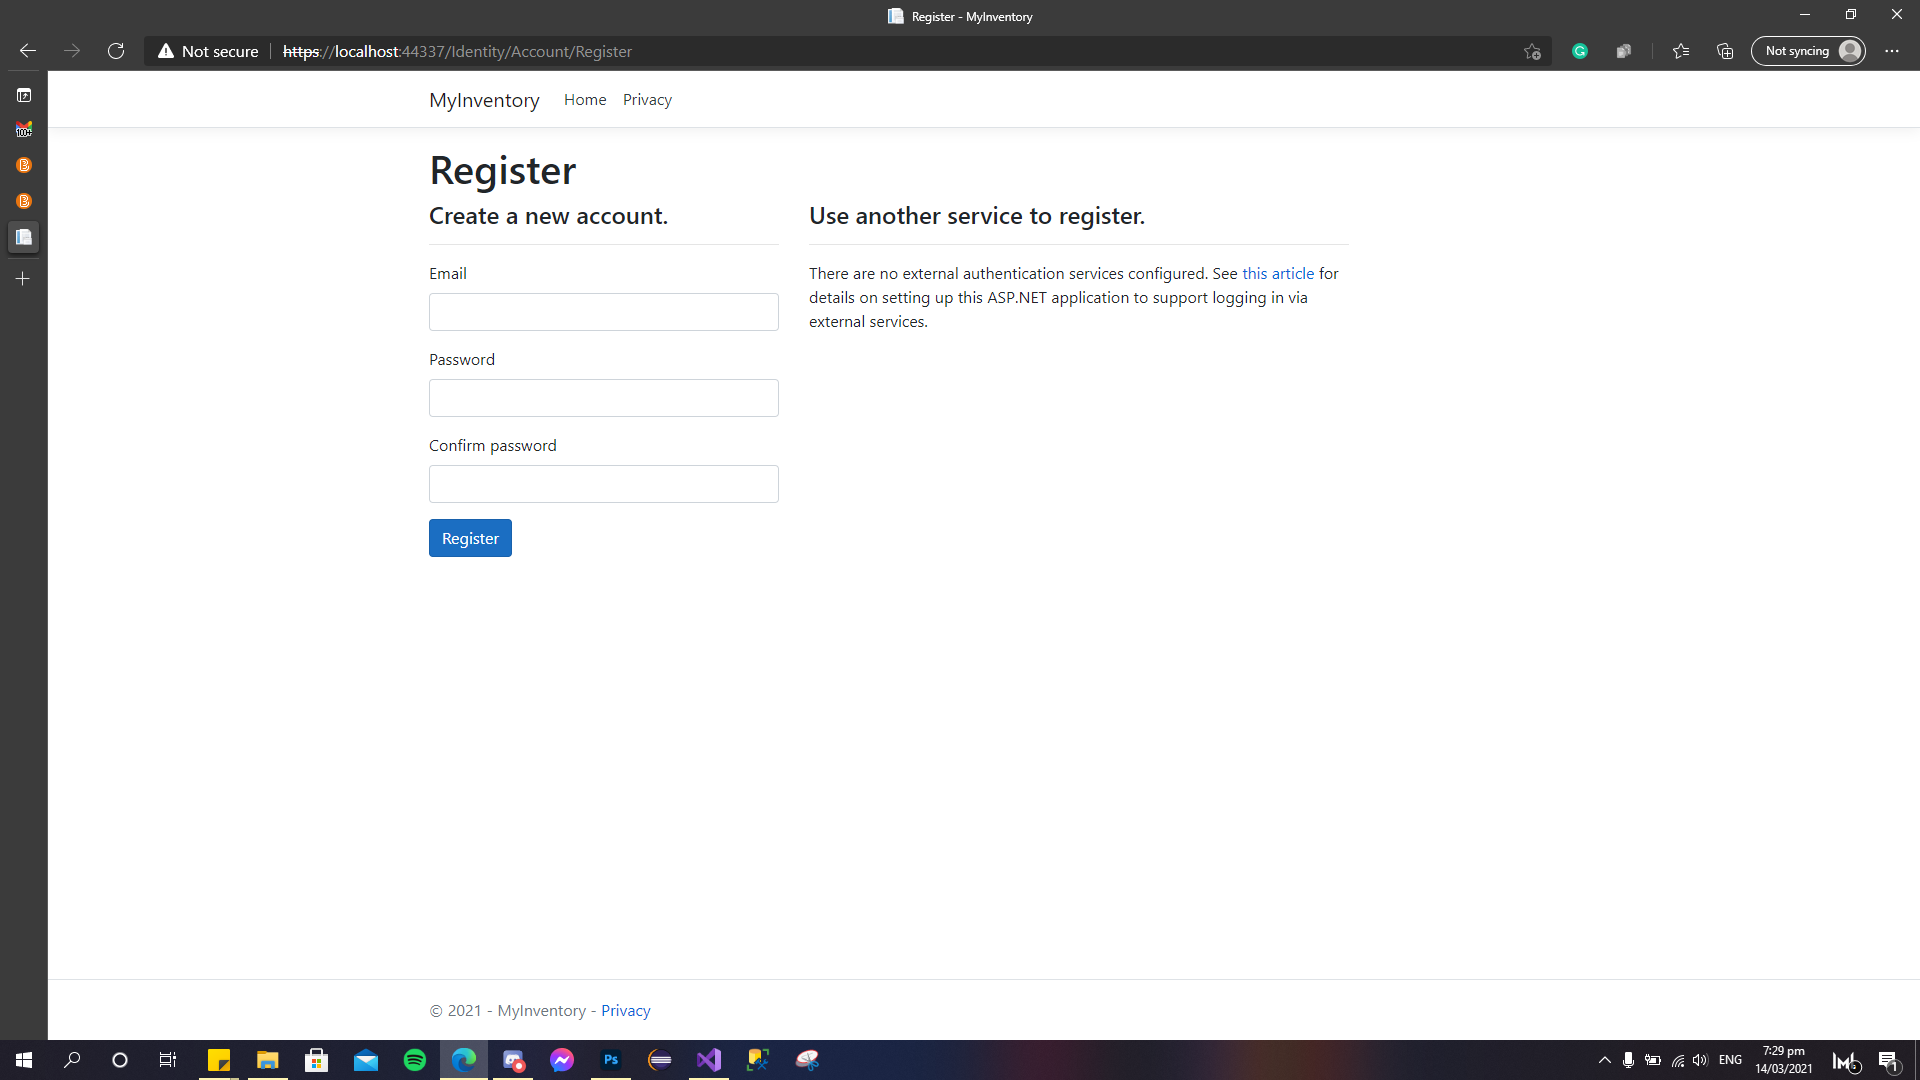 Register - MyInventory
Not secure
https://localhost:44337/Identity/Account/Register
Not syncing
100+
MyInventory
Home
Privacy
Register
Create a new account.
Email
Password
Confirm password
Register
Use another service to register.
There are no external authentication services configured. See this article for
details on setting up this ASP.NET application to support logging in via
external services.
© 2021 - MyInventory - Privacy
Ps
ENG
7:29 pm
14/03/2021
1